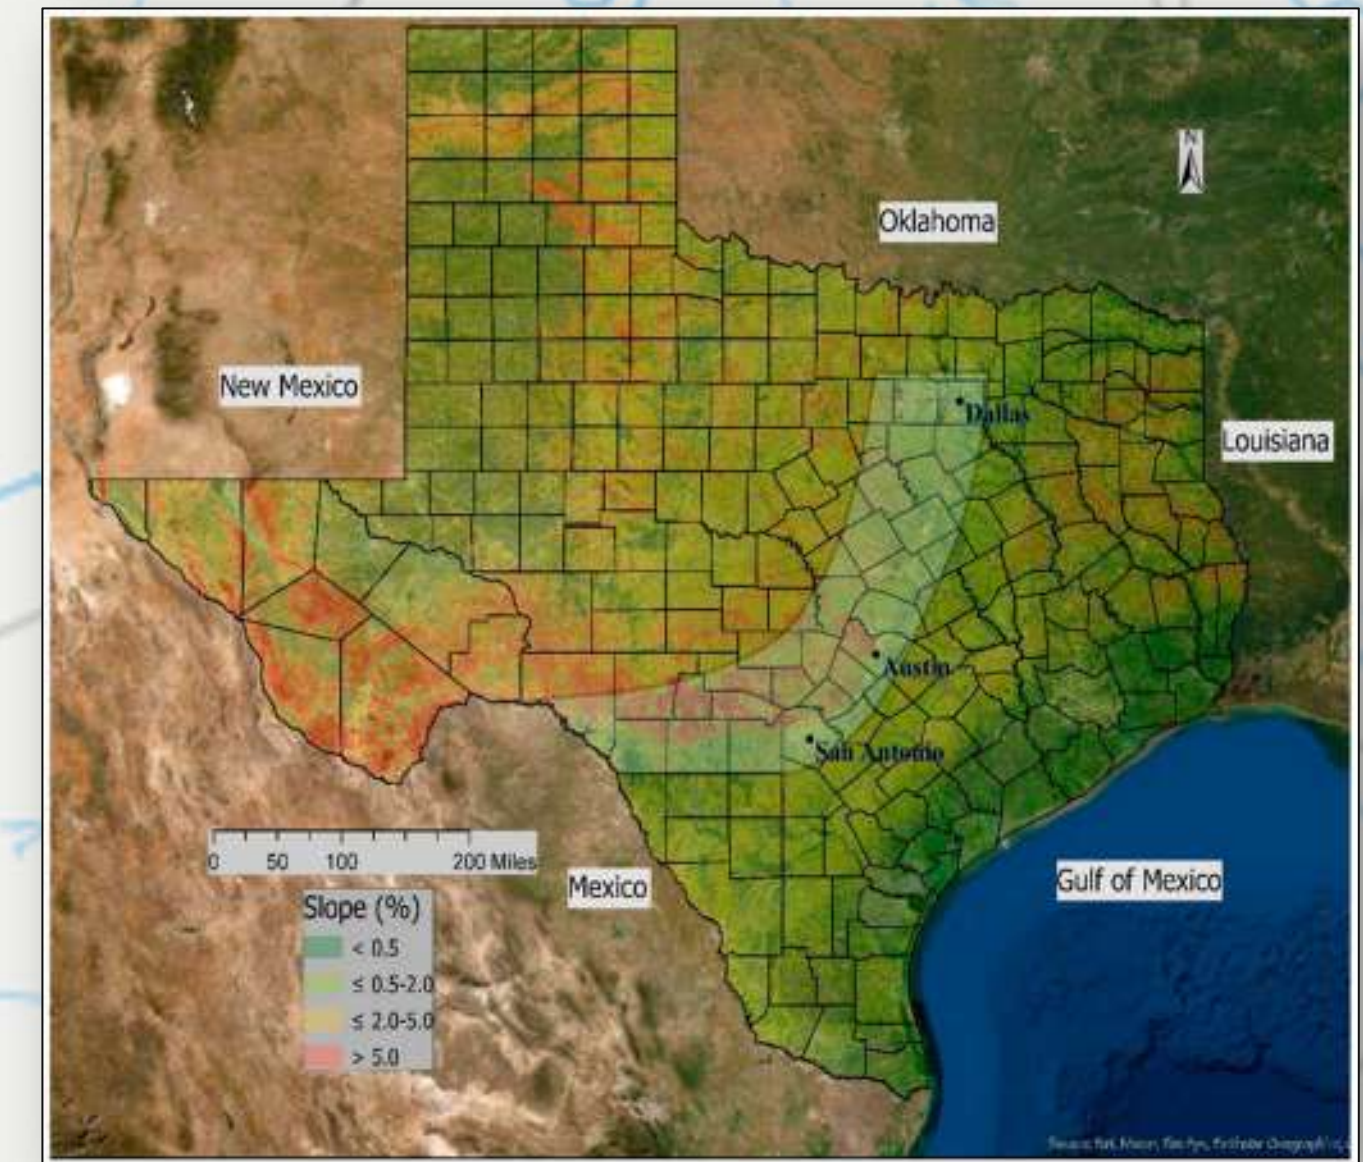 N
Oklahoma
New Mexico
Dallas
Louisiana
Austin
San Antonio
0 50 100 200 Miles
Mexico
Gulf of Mexico
Slope (%)
< 0.5
≤ 0.5-2.0
≤ 2.0-5.0
> 5.0